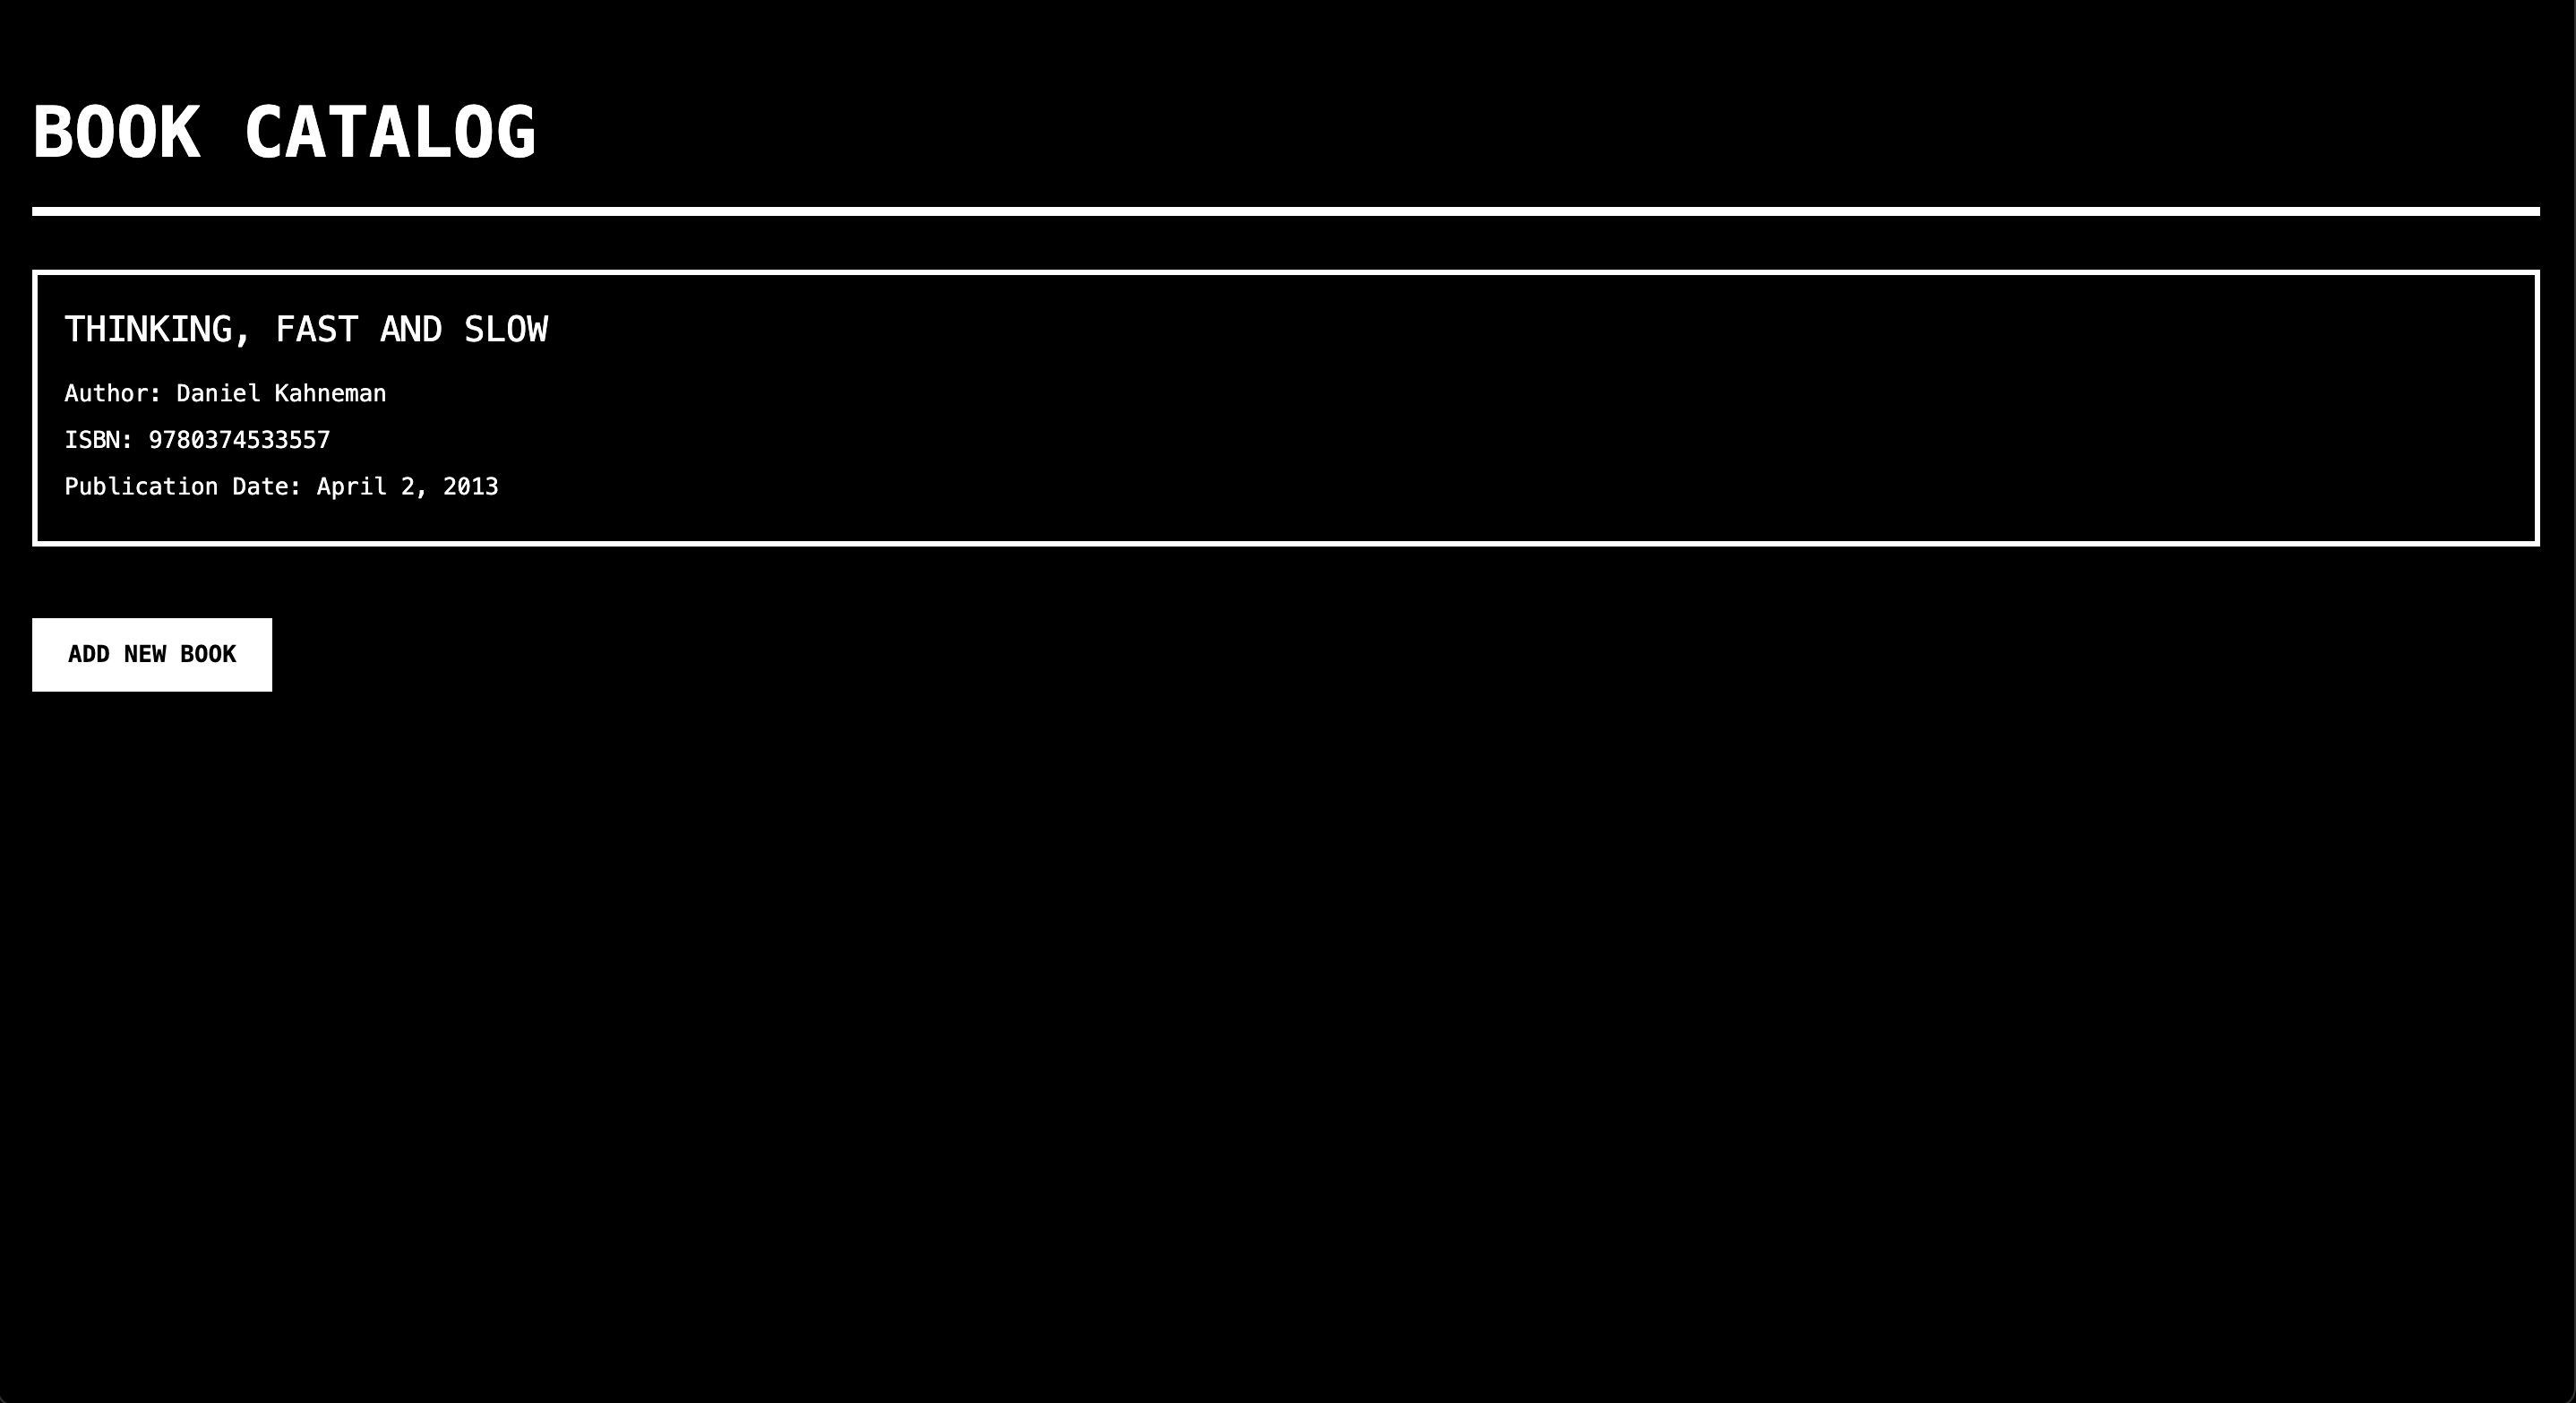 BOOK CATALOG
THINKING, FAST AND SLOW
Author: Daniel Kahneman
ISBN: 9780374533557
Publication Date: April 2, 2013
ADD NEW BOOK